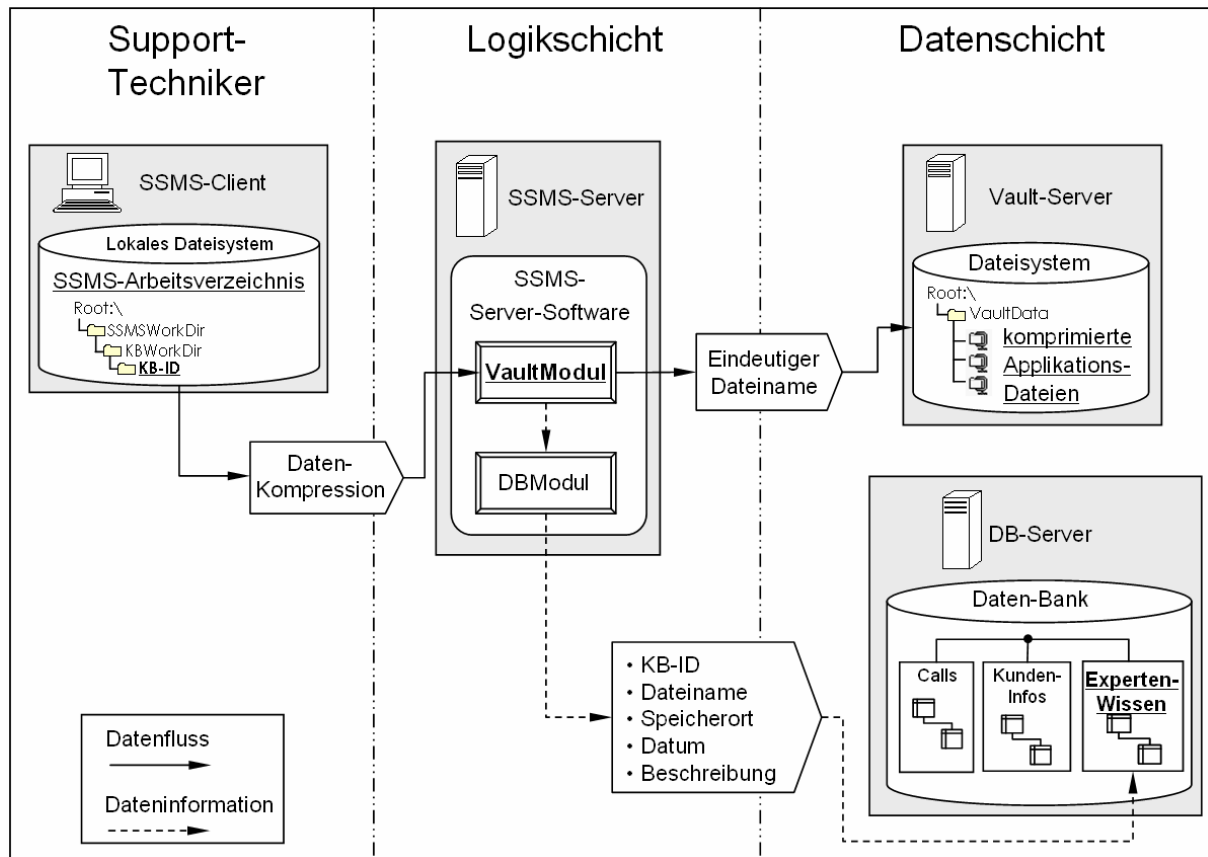 Support-
Techniker
Logikschicht
Datenschicht
SSMS-Client
Lokales Dateisystem
SSMS-Arbeitsverzeichnis
Root:\
SSMSWorkDir
KBWorkDir
KB-ID
Daten-
Kompression
SSMS-Server
SSMS-
Server-Software
VaultModul
DBModul
Eindeutiger
Dateiname
Vault-Server
Dateisystem
Root:\
VaultData
komprimierte
Applikations-
Dateien
• KB-ID
• Dateiname
• Speicherort
• Datum
• Beschreibung
DB-Server
Daten-Bank
Calls
Kunden-
Infos
Experten-
Wissen
Datenfluss
Dateninformation